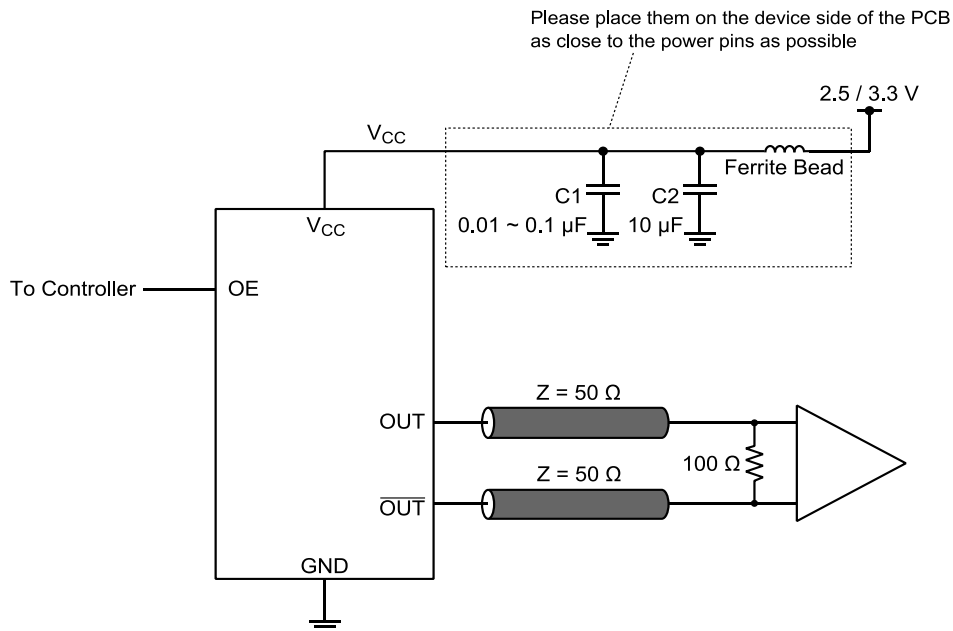 Please place them on the device side of the PCB
as close to the power pins as possible
2.5 / 3.3 V
VCC
Ferrite Bead
C1
0.01 ~ 0.1 µF
C2
10 µF
VCC
To Controller
OE
Z = 50 Ω
OUT
100 Ω
Z = 50 Ω
OUT
GND